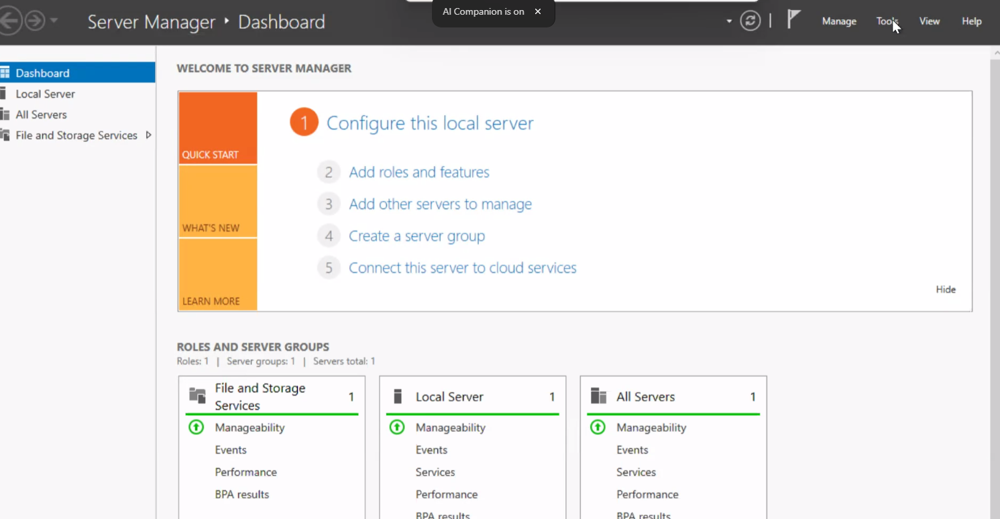 AI Companion is on ×
Server Manager ‣ Dashboard
Manage Tools View Help
Dashboard
Local Server
All Servers
File and Storage Services
WELCOME TO SERVER MANAGER
QUICK START
WHAT'S NEW
LEARN MORE
1 Configure this local server
2 Add roles and features
3 Add other servers to manage
4 Create a server group
5 Connect this server to cloud services
Hide
ROLES AND SERVER GROUPS
Roles: 1 | Server groups: 1 | Servers total: 1
File and Storage
Services 1
Manageability
Events
Performance
BPA results
Local Server 1
Manageability
Events
Services
Performance
BPA results
All Servers 1
Manageability
Events
Services
Performance
BPA results